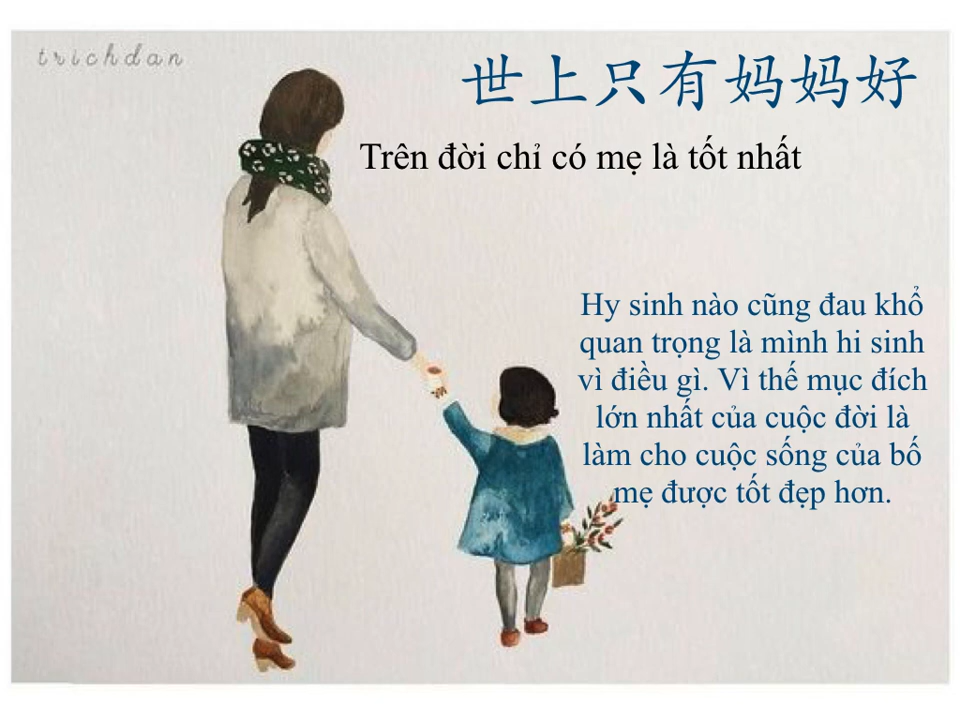 trichdan
世上只有妈妈好
Trên đời chỉ có mẹ là tốt nhất
Hy sinh nào cũng đau khổ
quan trọng là mình hi sinh
vì điều gì. Vì thế mục đích
lớn nhất của cuộc đời là
làm cho cuộc sống của bố
mẹ được tốt đẹp hơn.